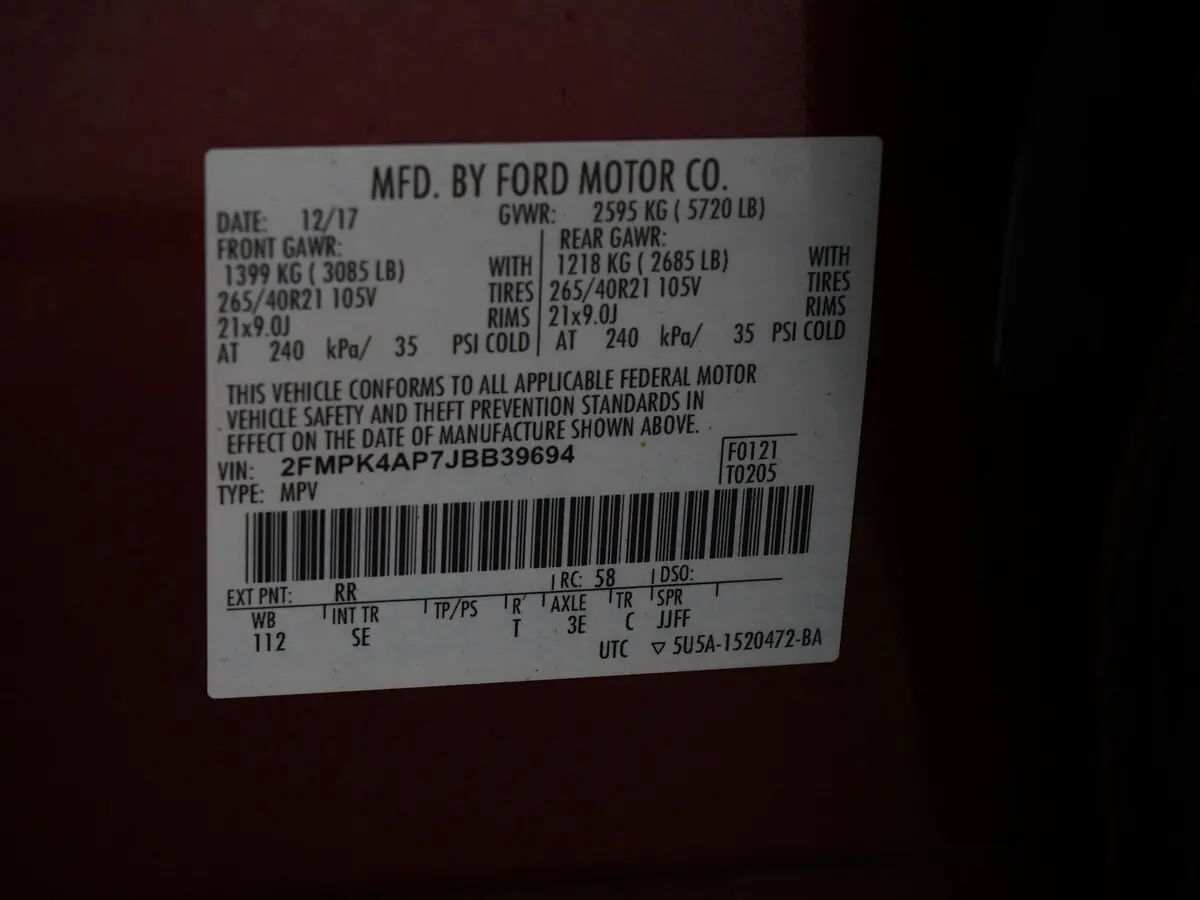 MFD. BY FORD MOTOR CO.
DATE: 12/17 GVWR: 2595 KG ( 5720 LB)
FRONT GAWR: REAR GAWR:
1399 KG ( 3085 LB) WITH 1218 KG ( 2685 LB) WITH
265/40R21 105V TIRES 265/40R21 105V TIRES
21x9.0J RIMS 21x9.0J RIMS
AT 240 kPa/ 35 PSI COLD AT 240 kPa/ 35 PSI COLD
THIS VEHICLE CONFORMS TO ALL APPLICABLE FEDERAL MOTOR
VEHICLE SAFETY AND THEFT PREVENTION STANDARDS IN
EFFECT ON THE DATE OF MANUFACTURE SHOWN ABOVE.
VIN: 2FMPK4AP7JBB39694 F0121
TYPE: MPV T0205
EXT PNT: RR RC: 58 DSO:
WB INT TR TP/PS R AXLE TR SPR
112 SE T 3E C JJFF
UTC ▽ 5U5A-1520472-BA